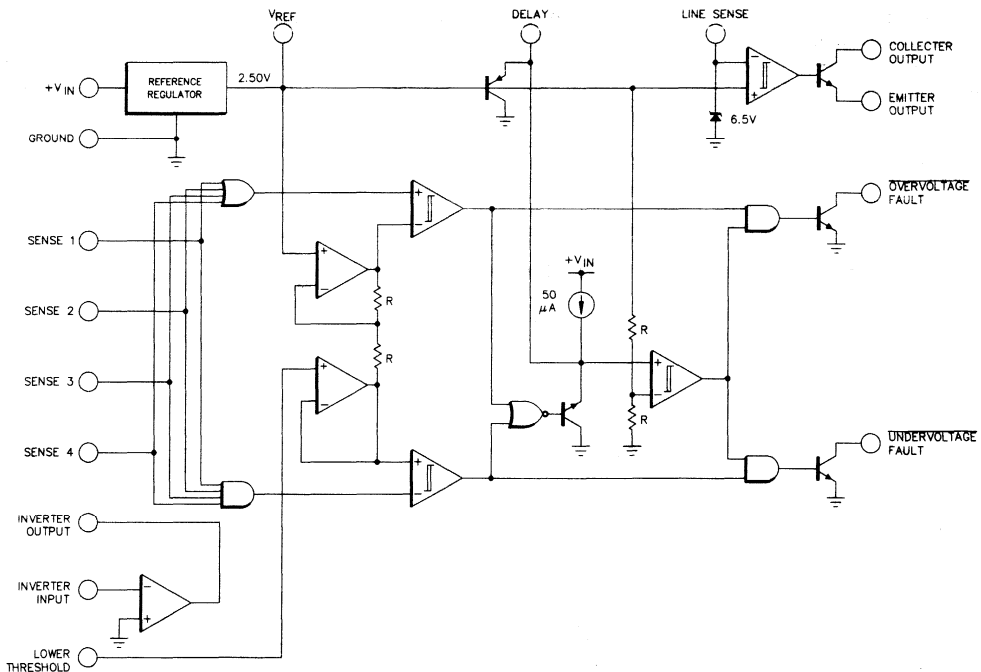 VREF
DELAY
LINE SENSE
+VIN
REFERENCE
REGULATOR
2.50V
COLLECTER
OUTPUT
EMITTER
OUTPUT
6.5V
GROUND
OVERVOLTAGE
FAULT
SENSE 1
SENSE 2
SENSE 3
SENSE 4
R
R
+VIN
50
µA
R
R
UNDERVOLTAGE
FAULT
INVERTER
OUTPUT
INVERTER
INPUT
LOWER
THRESHOLD
+
−
+
−
+
−
+
−
+
−
−
+
−
+